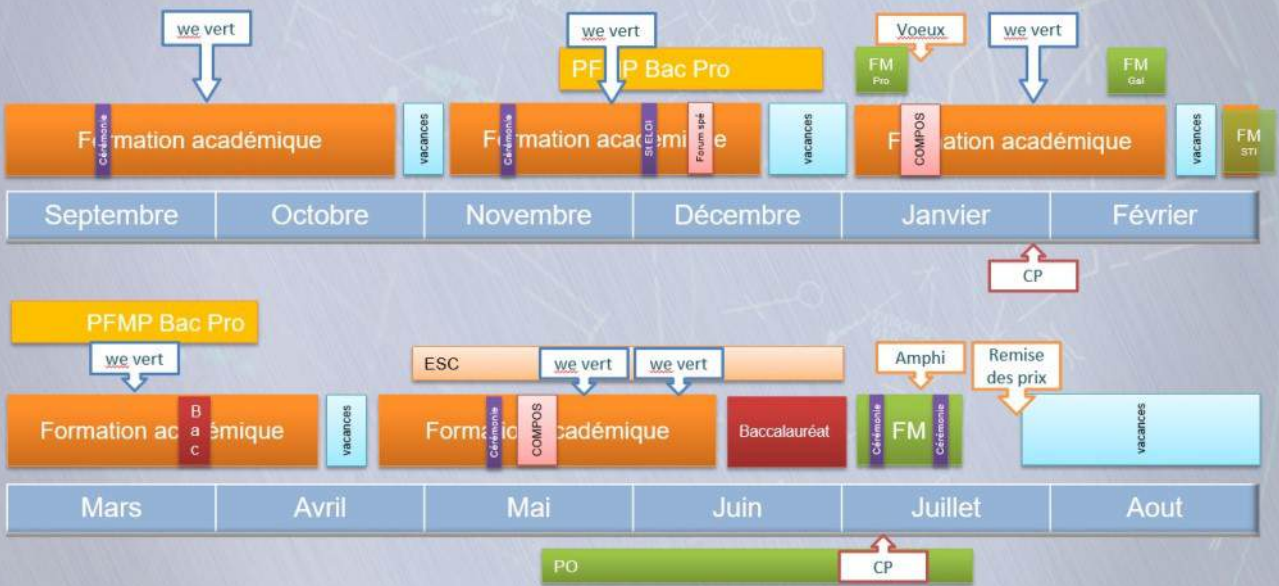 we vert
we vert
Voeux
we vert
PFMP Bac Pro
FM
Pro
FM
Gal
Formation académique
Cérémonie
vacances
Formation académique
Cérémonie
St ELOI
Forum spé
vacances
Formation académique
COMPOS
vacances
FM
STI
Septembre
Octobre
Novembre
Décembre
Janvier
Février
CP
PFMP Bac Pro
we vert
ESC
we vert
we vert
Amphi
Remise
des prix
Formation académique
Bac
vacances
Formation académique
Cérémonie
COMPOS
Baccalauréat
Cérémonie
FM
Cérémonie
vacances
Mars
Avril
Mai
Juin
Juillet
Aout
PO
CP